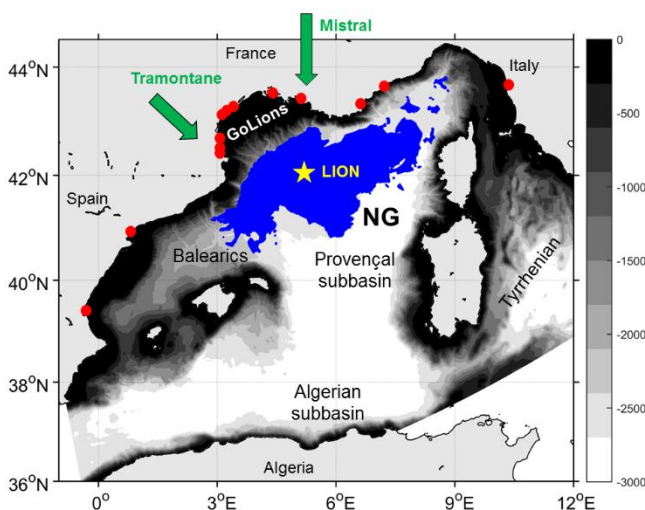 Mistral
France
Italy
Tramontane
GoLions
LION
Spain
NG
Balearics
Provençal
subbasin
Tyrrhenian
Algerian
subbasin
Algeria
44°N
42°N
40°N
38°N
36°N
0°
3°E
6°E
9°E
12°E
0
-500
-1000
-1500
-2000
-2500
-3000